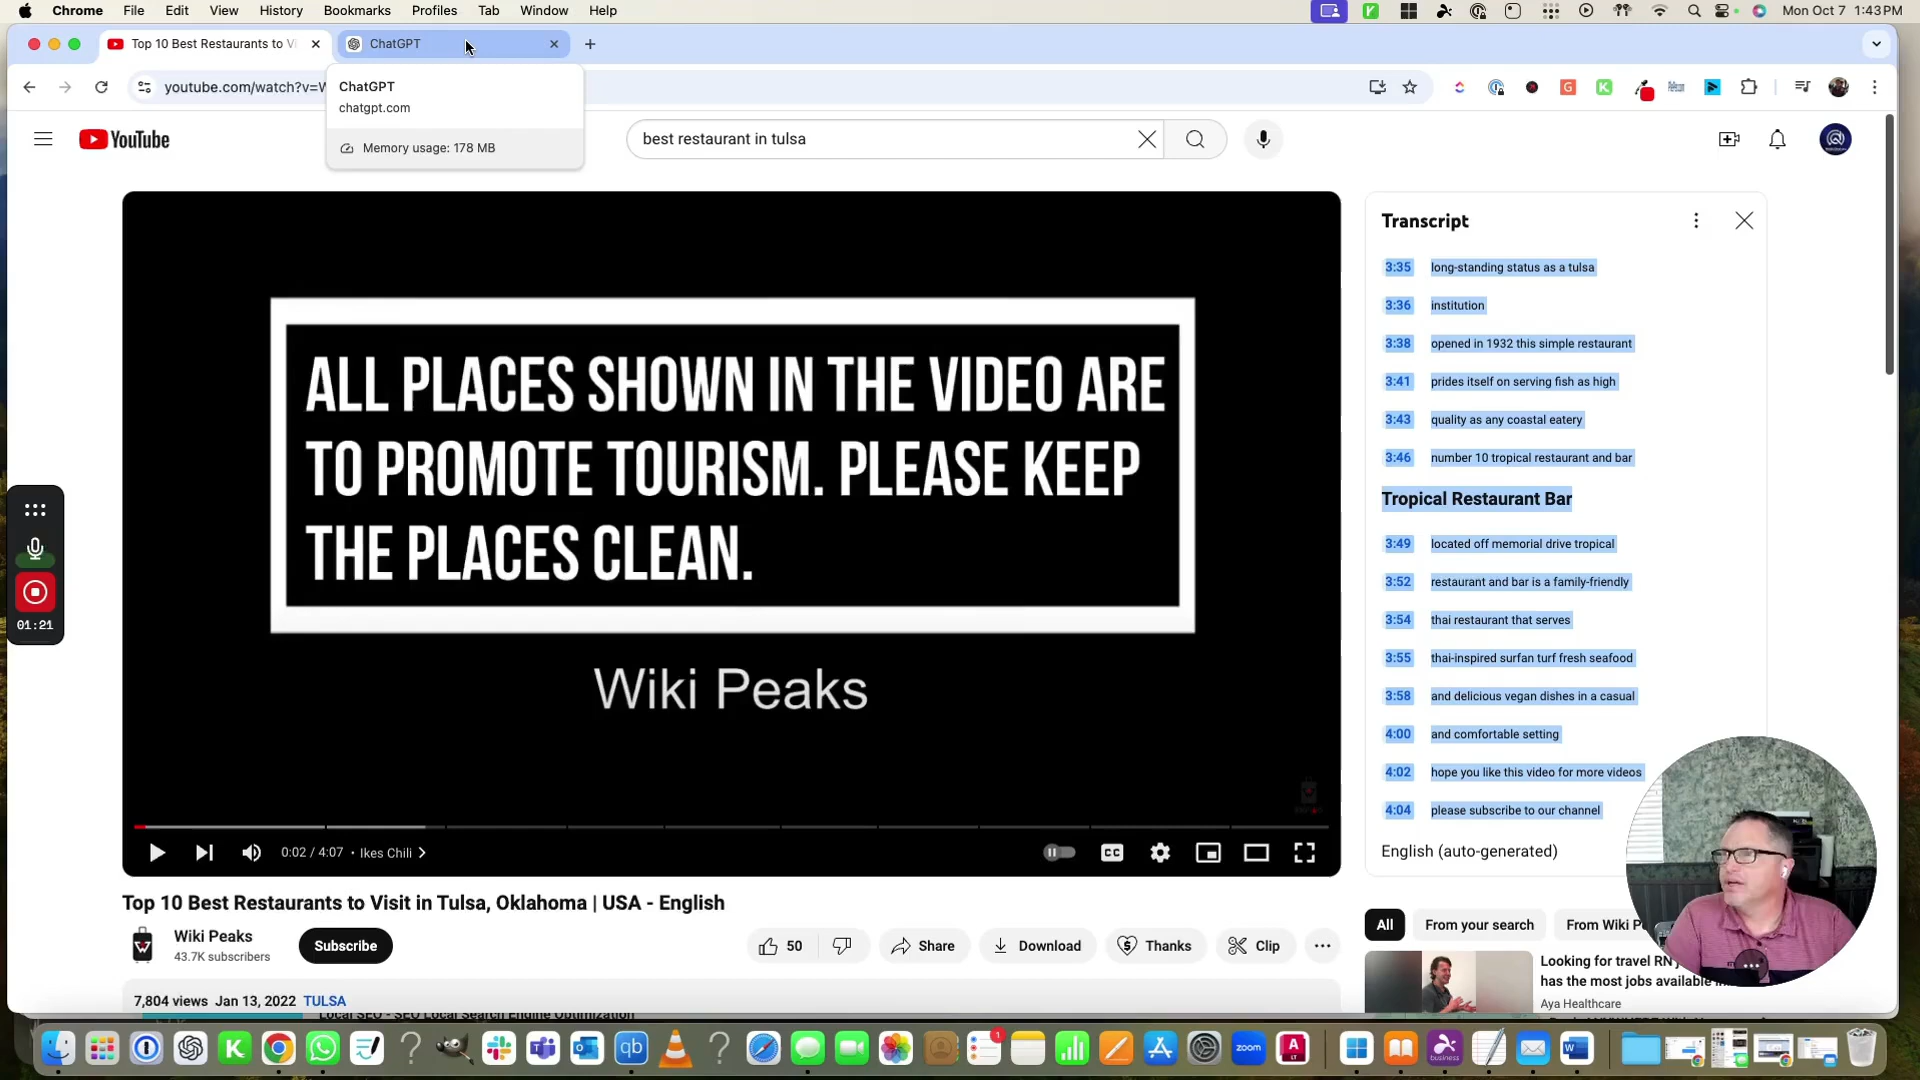 Chrome File Edit View History Bookmarks Profiles Tab Window Help
Mon Oct 7 1:43 PM
Top 10 Best Restaurants to Vi
ChatGPT
youtube.com/watch?v=W
ChatGPT
chatgpt.com
Memory usage: 178 MB
YouTube
best restaurant in tulsa
ALL PLACES SHOWN IN THE VIDEO ARE
TO PROMOTE TOURISM. PLEASE KEEP
THE PLACES CLEAN.
Wiki Peaks
0:02 / 4:07 • Ikes Chili
CC
01:21
Transcript
3:35 long-standing status as a tulsa
3:36 institution
3:38 opened in 1932 this simple restaurant
3:41 prides itself on serving fish as high
3:43 quality as any coastal eatery
3:46 number 10 tropical restaurant and bar
Tropical Restaurant Bar
3:49 located off memorial drive tropical
3:52 restaurant and bar is a family-friendly
3:54 thai restaurant that serves
3:55 thai-inspired surfan turf fresh seafood
3:58 and delicious vegan dishes in a casual
4:00 and comfortable setting
4:02 hope you like this video for more videos
4:04 please subscribe to our channel
English (auto-generated)
Top 10 Best Restaurants to Visit in Tulsa, Oklahoma | USA - English
Wiki Peaks
43.7K subscribers
Subscribe
50
Share
Download
Thanks
Clip
7,804 views Jan 13, 2022 TULSA
Local SEO - SEO Local Search Engine Optimization
All
From your search
From Wiki Pe
Looking for travel RN
has the most jobs available
Aya Healthcare
zoom